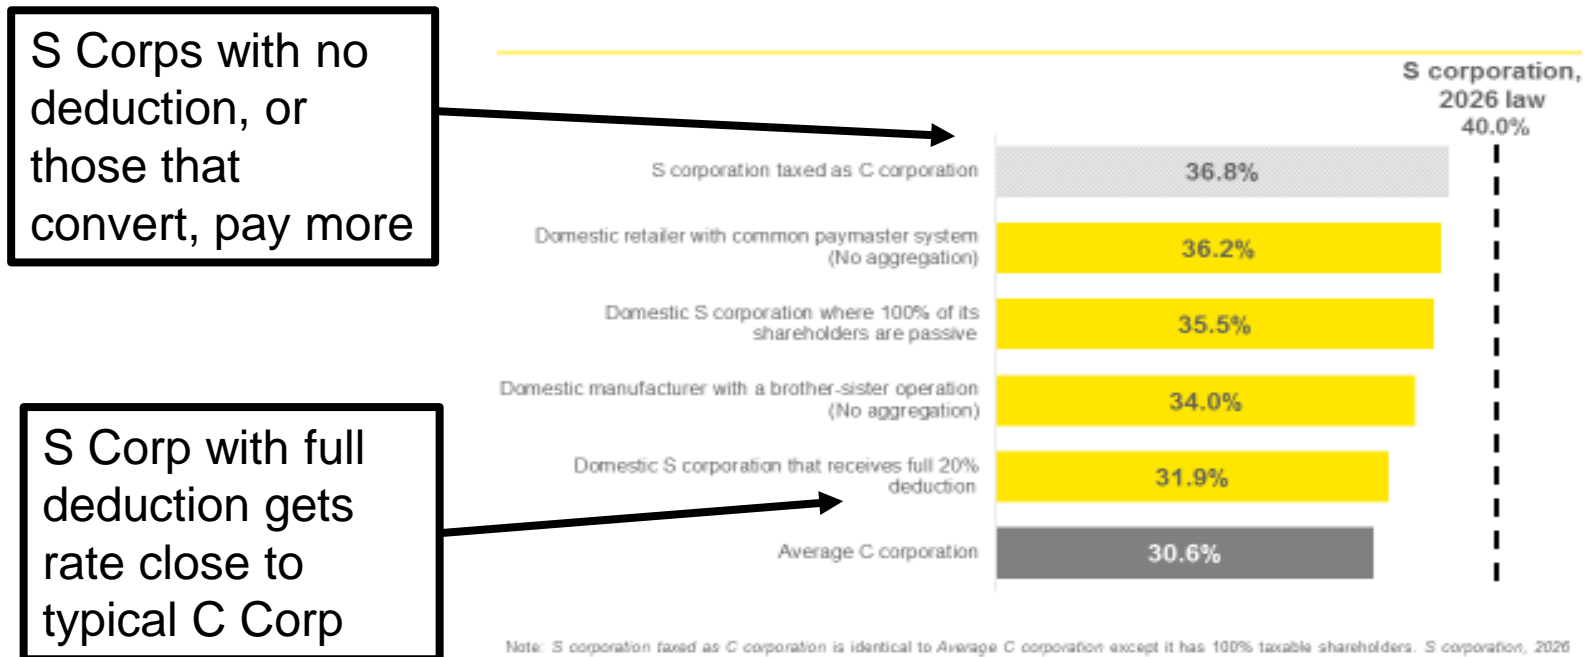 S Corps with no
deduction, or
those that
convert, pay more
S corporation,
2026 law
40.0%
S corporation taxed as C corporation
36.8%
Domestic retailer with common paymaster system
(No aggregation)
36.2%
Domestic S corporation where 100% of its
shareholders are passive
35.5%
Domestic manufacturer with a brother-sister operation
(No aggregation)
34.0%
S Corp with full
deduction gets
rate close to
typical C Corp
Domestic S corporation that receives full 20%
deduction
31.9%
Average C corporation
30.6%
Note: S corporation taxed as C corporation is identical to Average C corporation except it has 100% taxable shareholders. S corporation, 2026